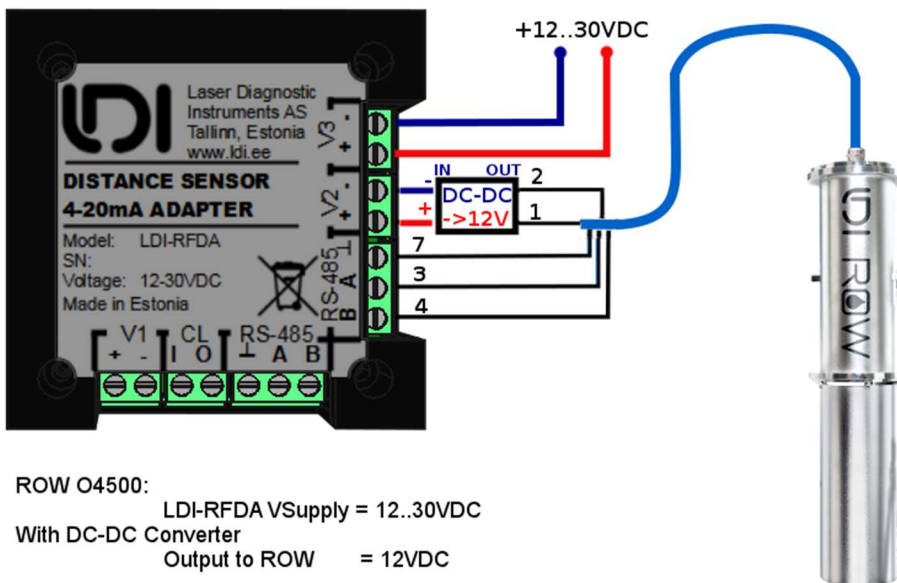 +12..30VDC
LDI
Laser Diagnostic
Instruments AS
Tallinn, Estonia
www.ldi.ee
DISTANCE SENSOR
4-20mA ADAPTER
Model: LDI-RFDA
SN:
Voltage: 12-30VDC
Made in Estonia
V3
+ -
V2
+ -
RS-485
B A ⊥
V1 CL RS-485
+ - I O ⊥ A B
IN OUT
- DC-DC
+ ->12V
2
1
7
3
4
LDI ROW
ROW O4500:
LDI-RFDA VSupply = 12..30VDC
With DC-DC Converter
Output to ROW = 12VDC